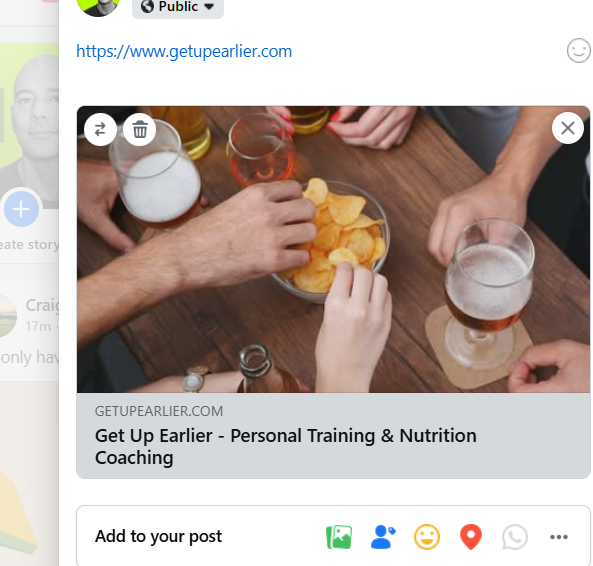 Public
https://www.getupearlier.com
eate story
Craig
17m
only hav
GETUPEARLIER.COM
Get Up Earlier - Personal Training & Nutrition
Coaching
Add to your post